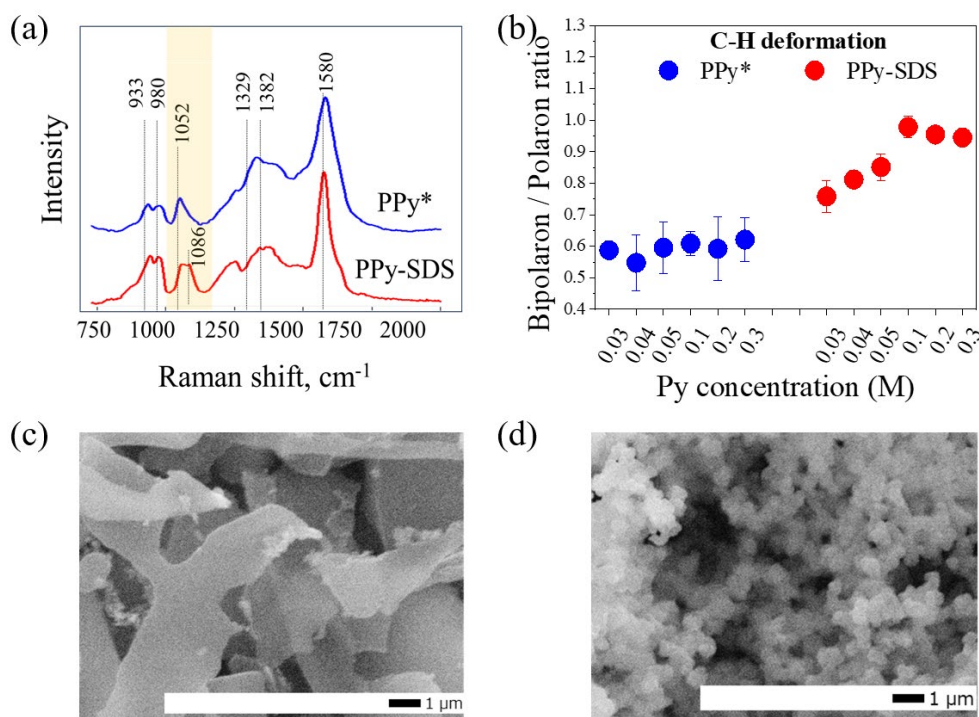 (a)
933
980
1052
1086
1329
1382
1580
PPy*
PPy-SDS
Intensity
750 1000 1250 1500 1750 2000
Raman shift, cm-1
(b)
C-H deformation
PPy* PPy-SDS
Bipolaron / Polaron ratio
1.3
1.2
1.1
1.0
0.9
0.8
0.7
0.6
0.5
0.4
0.03 0.04 0.05 0.1 0.2 0.3 0.03 0.04 0.05 0.1 0.2 0.3
Py concentration (M)
(c)
1 µm
(d)
1 µm